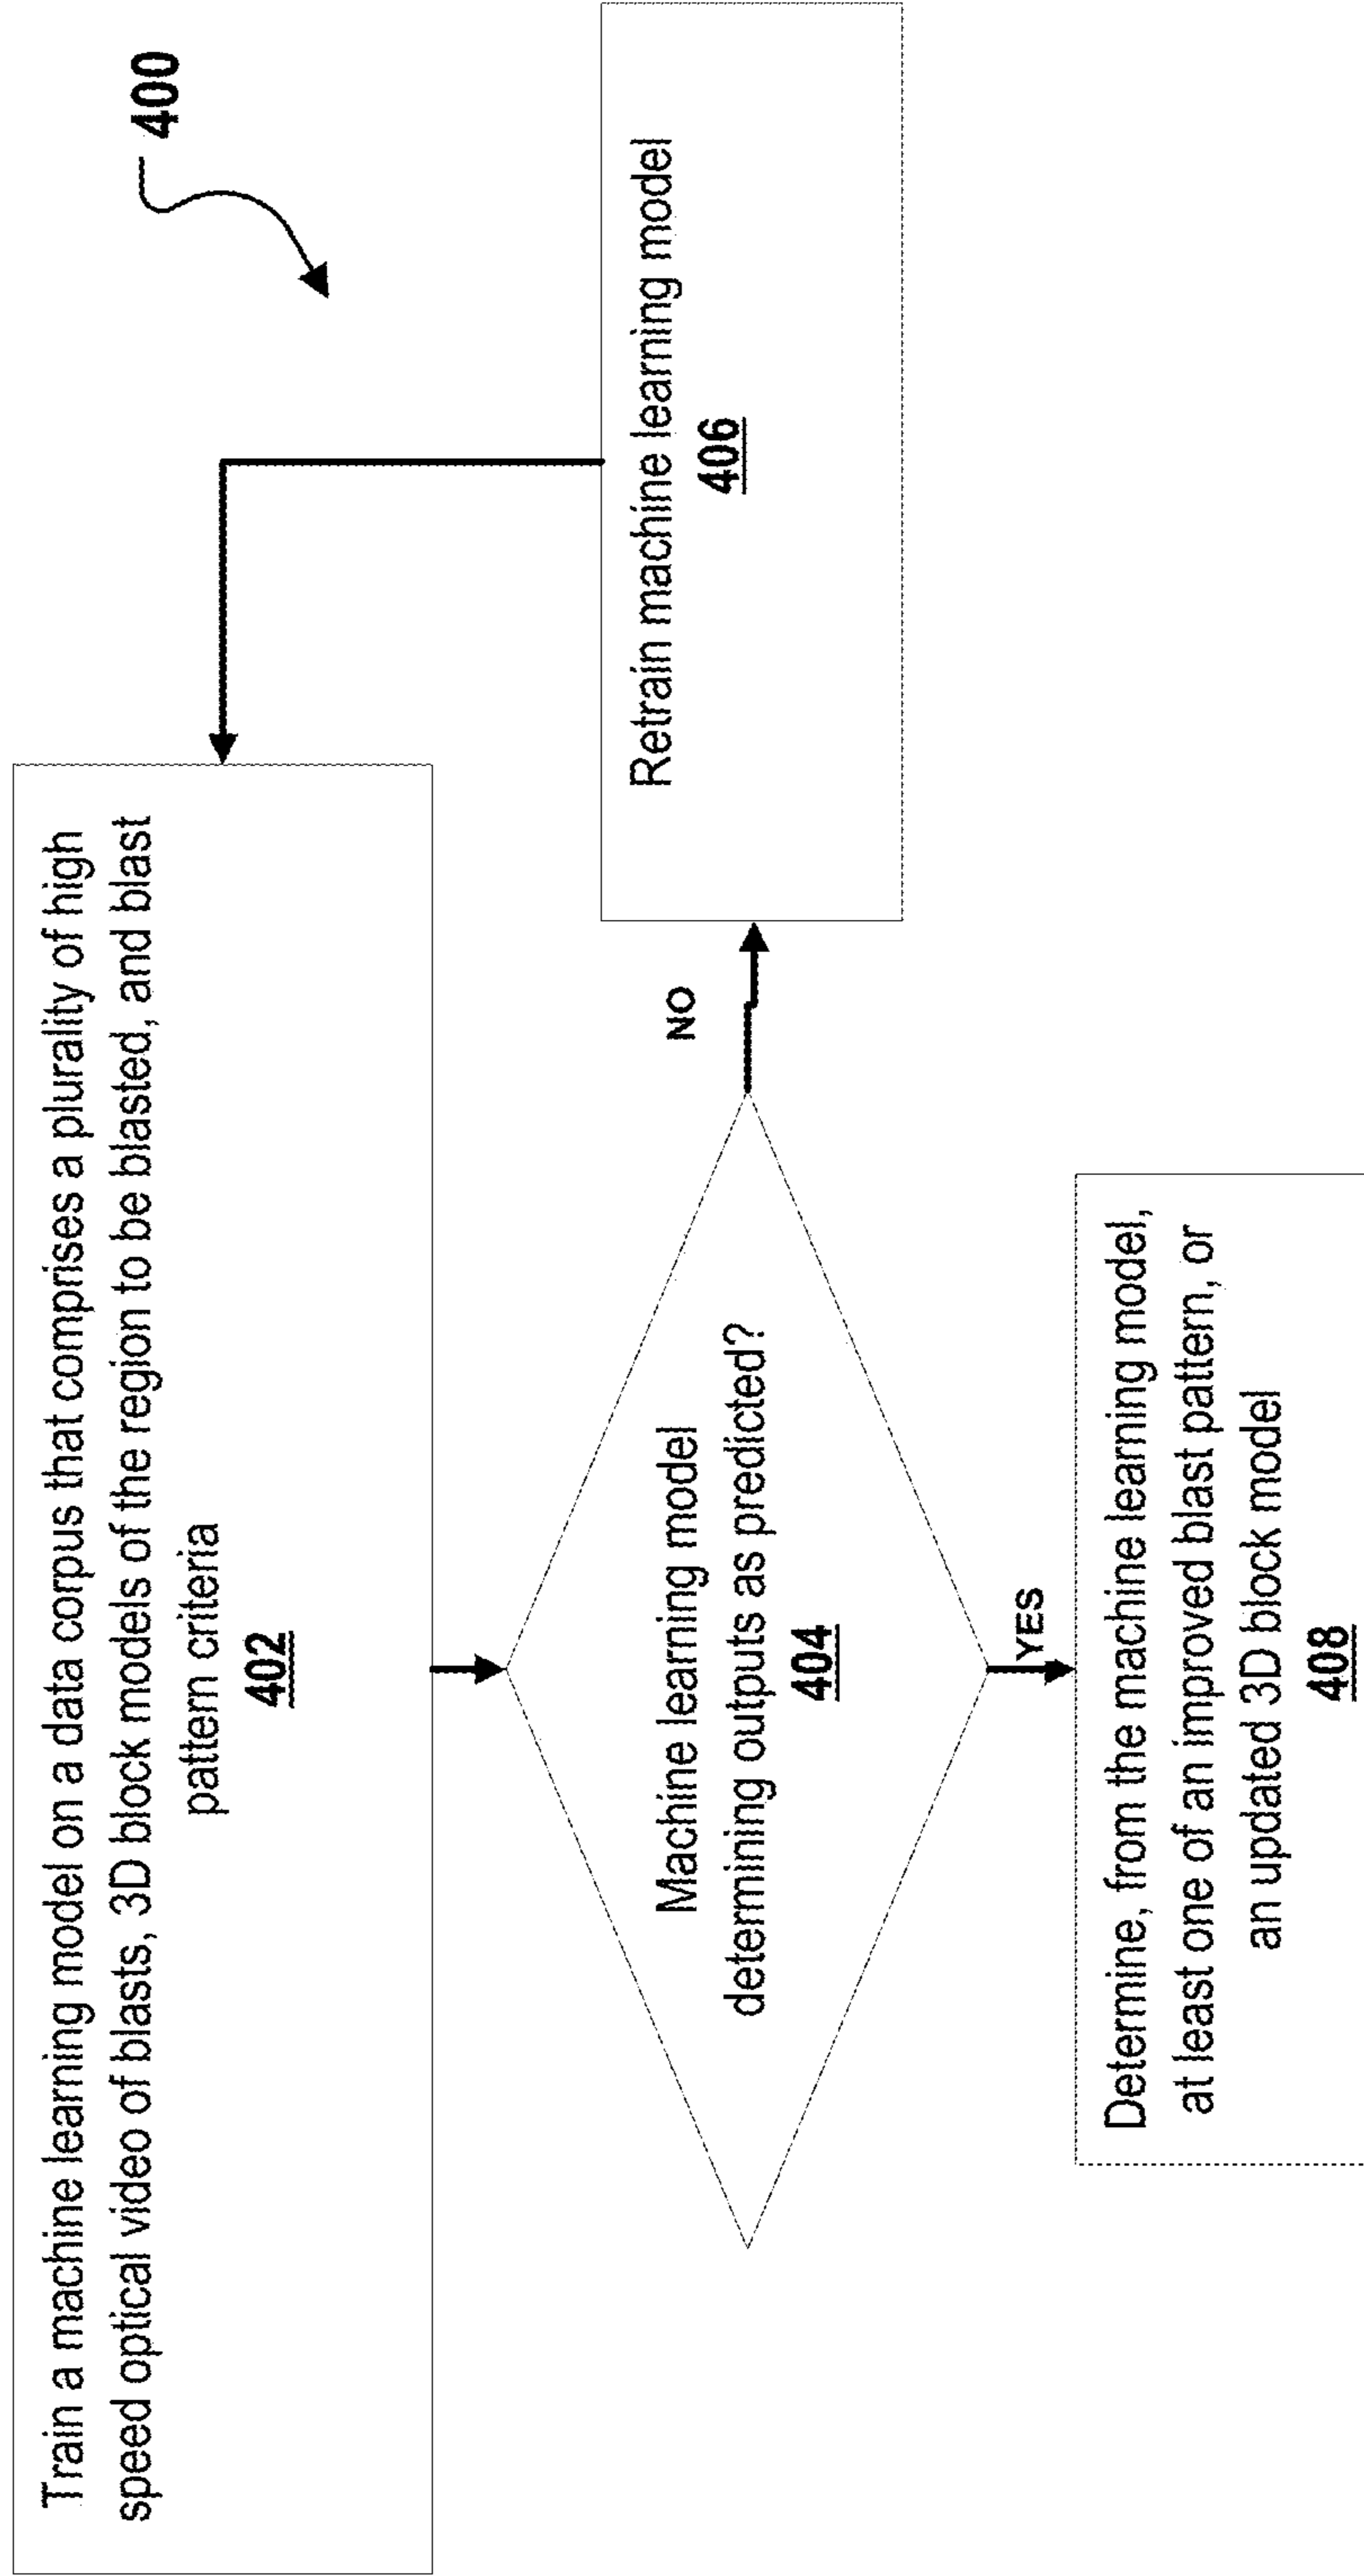 400
Train a machine learning model on a data corpus that comprises a plurality of high
speed optical video of blasts, 3D block models of the region to be blasted, and blast
pattern criteria
402
Machine learning model
determining outputs as predicted?
404
NO
Retrain machine learning model
406
YES
Determine, from the machine learning model,
at least one of an improved blast pattern, or
an updated 3D block model
408